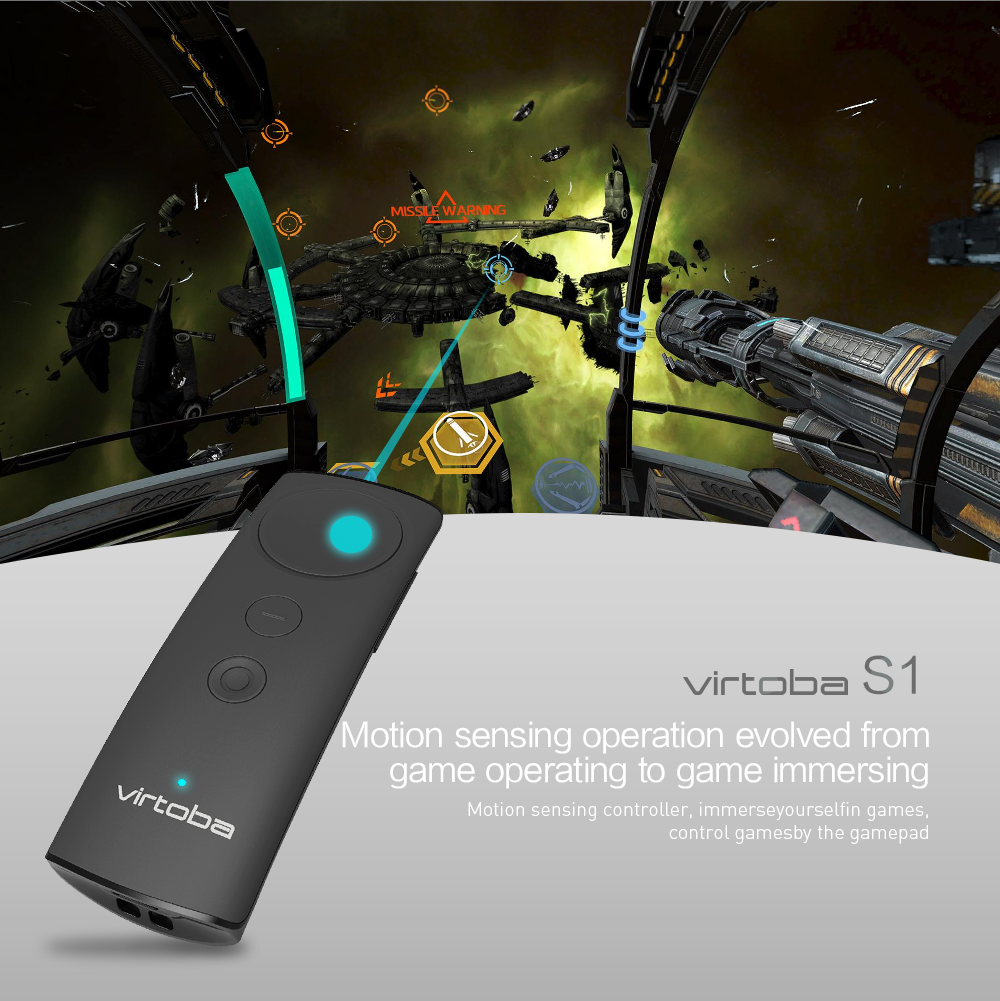 MISSILE WARNING
virtoba S1
Motion sensing operation evolved from
game operating to game immersing
Motion sensing controller, immerseyourselfin games,
control gamesby the gamepad
virtoba